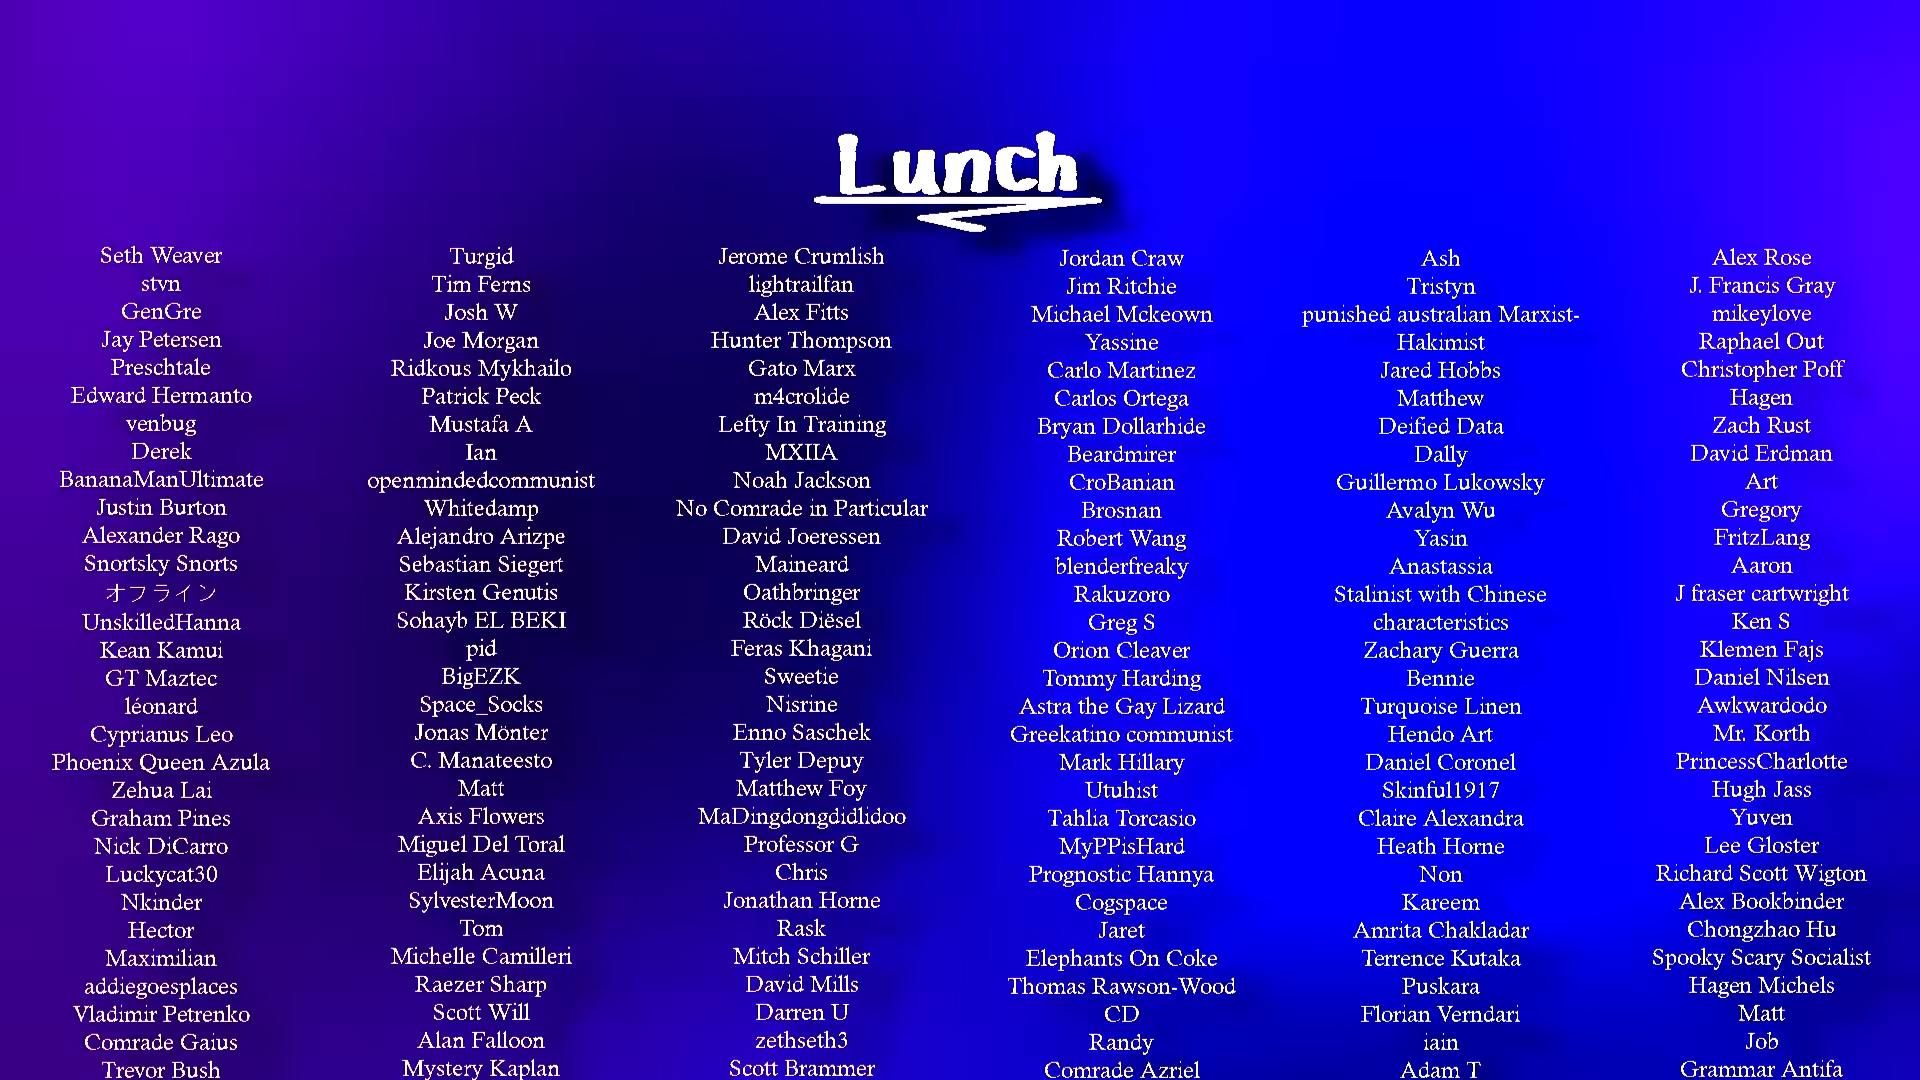 Lunch
Seth Weaver
stvn
GenGre
Jay Petersen
Preschtale
Edward Hermanto
venbug
Derek
BananaManUltimate
Justin Burton
Alexander Rago
Snortsky Snorts
オフライン
UnskilledHanna
Kean Kamui
GT Maztec
léonard
Cyprianus Leo
Phoenix Queen Azula
Zehua Lai
Graham Pines
Nick DiCarro
Luckycat30
Nkinder
Hector
Maximilian
addiegoesplaces
Vladimir Petrenko
Comrade Gaius
Trevor Bush
Turgid
Tim Ferns
Josh W
Joe Morgan
Ridkous Mykhailo
Patrick Peck
Mustafa A
Ian
openmindedcommunist
Whitedamp
Alejandro Arizpe
Sebastian Siegert
Kirsten Genutis
Sohayb EL BEKI
pid
BigEZK
Space_Socks
Jonas Mönter
C. Manateesto
Matt
Axis Flowers
Miguel Del Toral
Elijah Acuna
SylvesterMoon
Tom
Michelle Camilleri
Raezer Sharp
Scott Will
Alan Falloon
Mystery Kaplan
Jerome Crumlish
lightrailfan
Alex Fitts
Hunter Thompson
Gato Marx
m4crolide
Lefty In Training
MXIIA
Noah Jackson
No Comrade in Particular
David Joeressen
Maineard
Oathbringer
Röck Diësel
Feras Khagani
Sweetie
Nisrine
Enno Saschek
Tyler Depuy
Matthew Foy
MaDingdongdidlidoo
Professor G
Chris
Jonathan Horne
Rask
Mitch Schiller
David Mills
Darren U
zethseth3
Scott Brammer
Jordan Craw
Jim Ritchie
Michael Mckeown
Yassine
Carlo Martinez
Carlos Ortega
Bryan Dollarhide
Beardmirer
CroBanian
Brosnan
Robert Wang
blenderfreaky
Rakuzoro
Greg S
Orion Cleaver
Tommy Harding
Astra the Gay Lizard
Greekatino communist
Mark Hillary
Utuhist
Tahlia Torcasio
MyPPisHard
Prognostic Hannya
Cogspace
Jaret
Elephants On Coke
Thomas Rawson-Wood
CD
Randy
Comrade Azriel
Ash
Tristyn
punished australian Marxist-
Hakimist
Jared Hobbs
Matthew
Deified Data
Dally
Guillermo Lukowsky
Avalyn Wu
Yasin
Anastassia
Stalinist with Chinese
characteristics
Zachary Guerra
Bennie
Turquoise Linen
Hendo Art
Daniel Coronel
Skinful1917
Claire Alexandra
Heath Horne
Non
Kareem
Amrita Chakladar
Terrence Kutaka
Puskara
Florian Verndari
iain
Adam T
Alex Rose
J. Francis Gray
mikeylove
Raphael Out
Christopher Poff
Hagen
Zach Rust
David Erdman
Art
Gregory
FritzLang
Aaron
J fraser cartwright
Ken S
Klemen Fajs
Daniel Nilsen
Awkwardodo
Mr. Korth
PrincessCharlotte
Hugh Jass
Yuven
Lee Gloster
Richard Scott Wigton
Alex Bookbinder
Chongzhao Hu
Spooky Scary Socialist
Hagen Michels
Matt
Job
Grammar Antifa